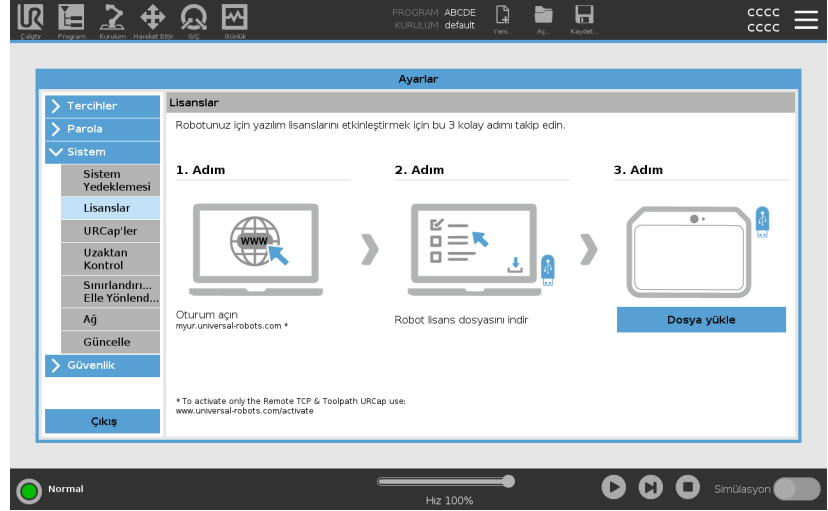 UR
PROGRAM ABCDE
KURULUM default
cccc
cccc
Çalıştır Program Kurulum Hareket Ettir G/Ç Günlük
Yeni... Aç... Kaydet...
Ayarlar
Tercihler
Parola
Sistem
Sistem
Yedeklemesi
Lisanslar
URCap'ler
Uzaktan
Kontrol
Sınırlandırı...
Elle Yönlend...
Ağ
Güncelle
Güvenlik
Çıkış
Lisanslar
Robotunuz için yazılım lisanslarını etkinleştirmek için bu 3 kolay adımı takip edin.
1. Adım
WWW
Oturum açın
myur.universal-robots.com *
2. Adım
Robot lisans dosyasını indir
3. Adım
Dosya yükle
* To activate only the Remote TCP & Toolpath URCap use:
www.universal-robots.com/activate
Normal
Hız 100%
Simülasyon